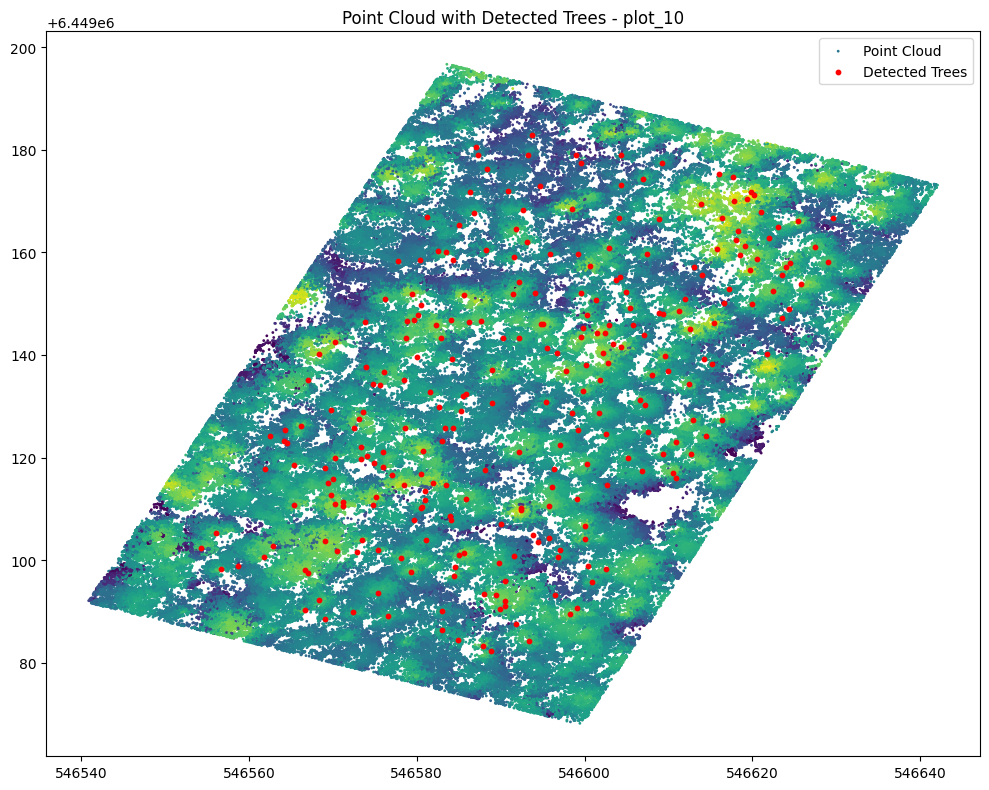 Point Cloud with Detected Trees - plot_10
+6.449e6
Point Cloud
Detected Trees
200
180
160
140
120
100
80
546540 546560 546580 546600 546620 546640